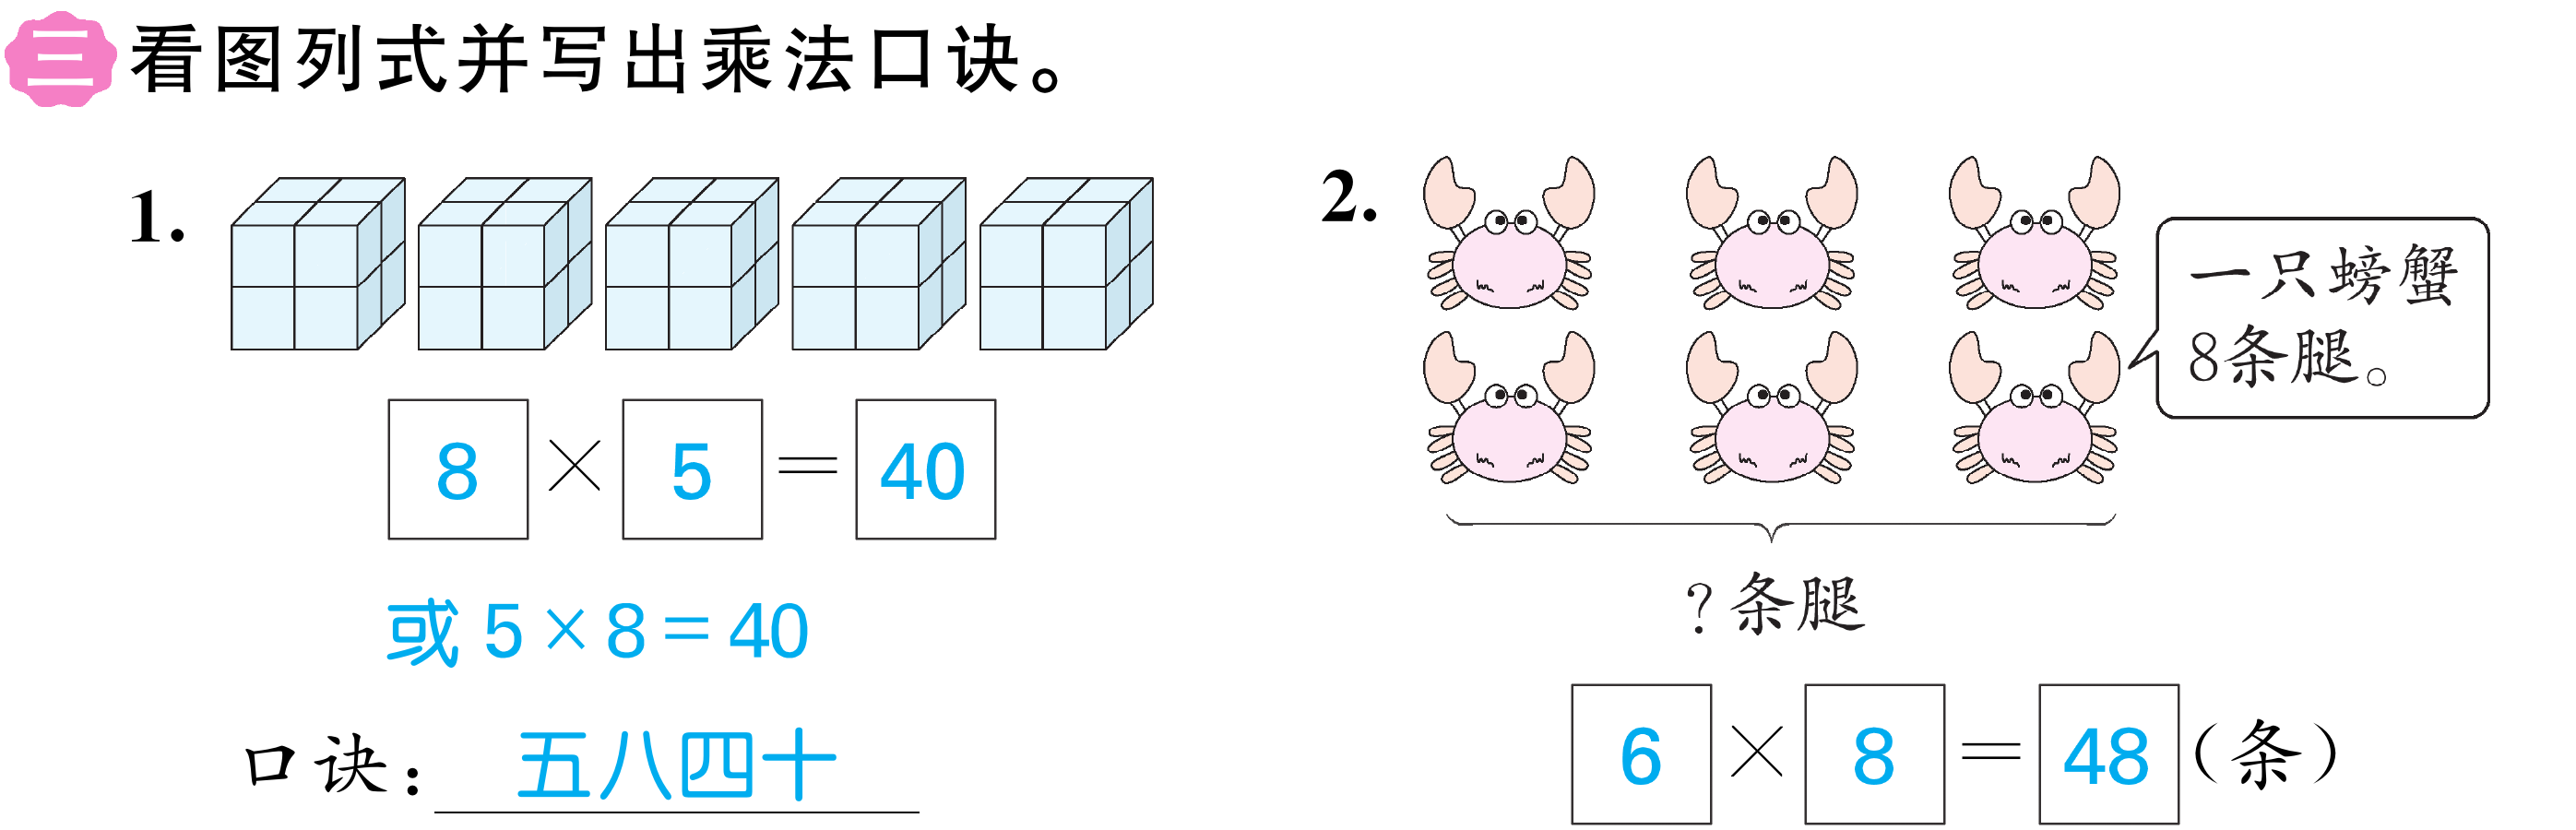 三 看图列式并写出乘法口诀。
1.
8 × 5 = 40
或 5 × 8 = 40
口诀: 五八四十
2.
一只螃蟹
8条腿。
? 条腿
6 × 8 = 48 (条)